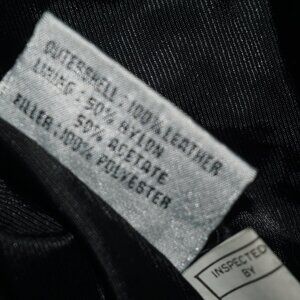 OUTERSHELL : 100% LEATHER
LINING : 50% NYLON
50% ACETATE
FILLER : 100% POLYESTER
INSPECTED
BY